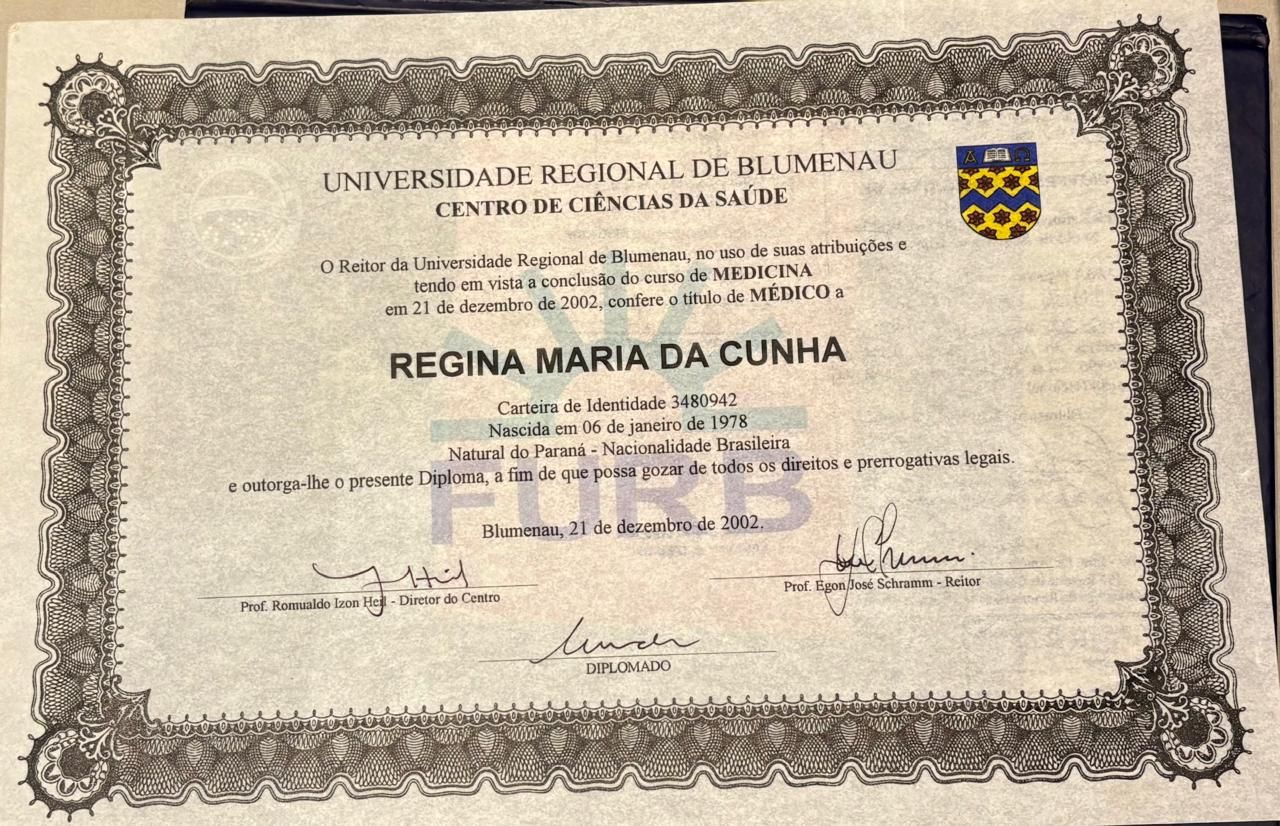 UNIVERSIDADE REGIONAL DE BLUMENAU
CENTRO DE CIÊNCIAS DA SAÚDE
O Reitor da Universidade Regional de Blumenau, no uso de suas atribuições e
tendo em vista a conclusão do curso de MEDICINA
em 21 de dezembro de 2002, confere o título de MÉDICO a
REGINA MARIA DA CUNHA
Carteira de Identidade 3480942
Nascida em 06 de janeiro de 1978
Natural do Paraná - Nacionalidade Brasileira
e outorga-lhe o presente Diploma, a fim de que possa gozar de todos os direitos e prerrogativas legais.
FURB
Blumenau, 21 de dezembro de 2002.
Prof. Romualdo Izon Heil - Diretor do Centro
Prof. Egon José Schramm - Reitor
DIPLOMADO